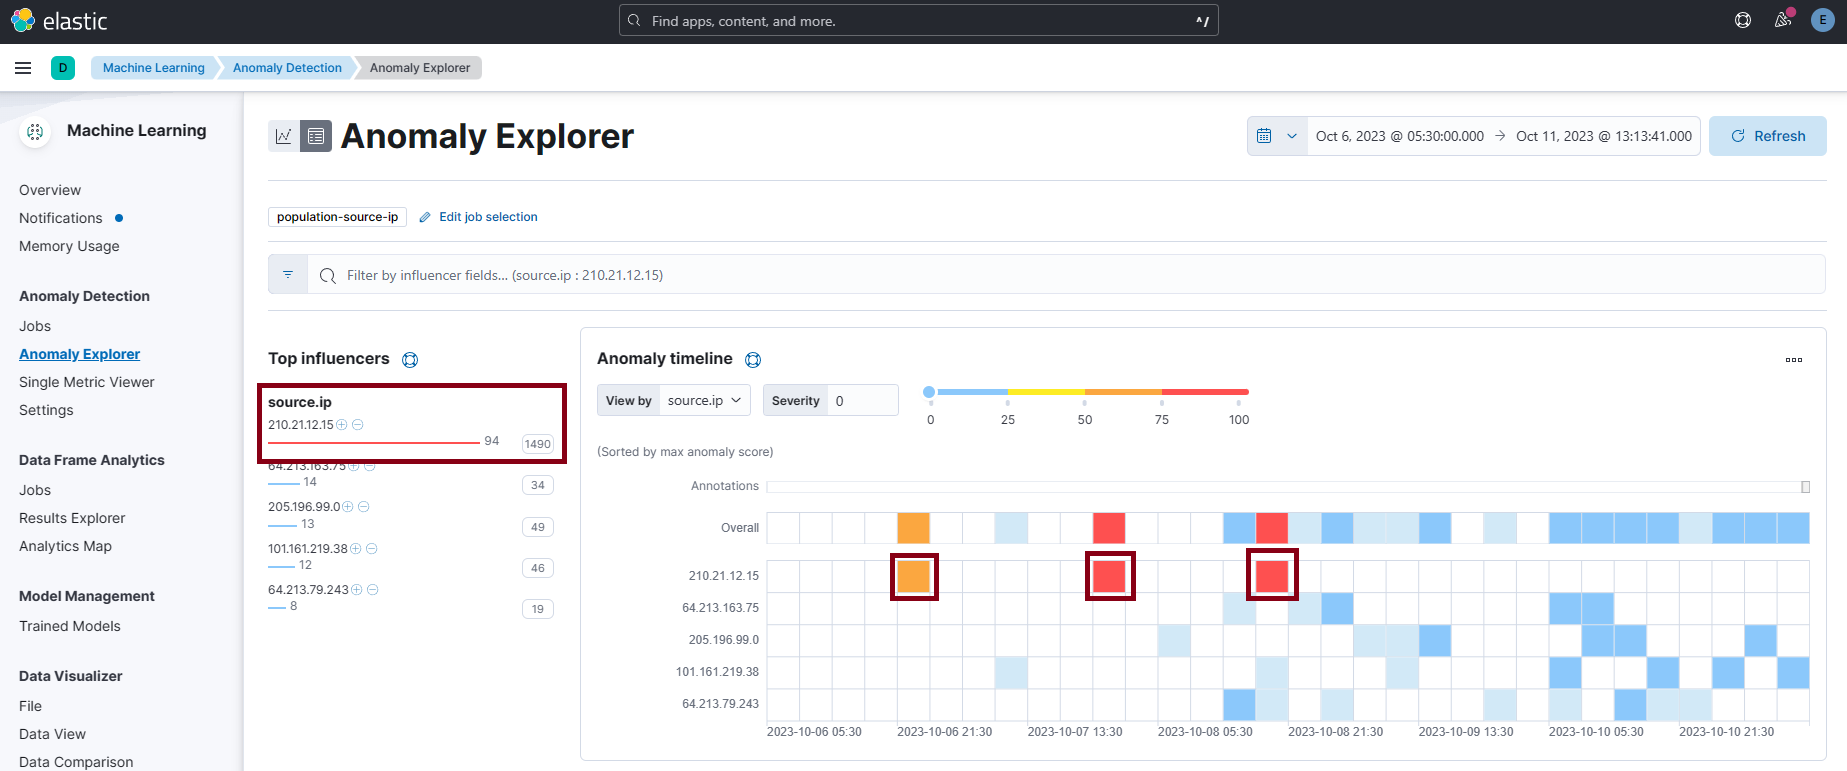 elastic
Find apps, content, and more.
^/
E
D
Machine Learning
Anomaly Detection
Anomaly Explorer
Machine Learning
Overview
Notifications
Memory Usage
Anomaly Detection
Jobs
Anomaly Explorer
Single Metric Viewer
Settings
Data Frame Analytics
Jobs
Results Explorer
Analytics Map
Model Management
Trained Models
Data Visualizer
File
Data View
Data Comparison
Anomaly Explorer
Oct 6, 2023 @ 05:30:00.000 → Oct 11, 2023 @ 13:13:41.000
Refresh
population-source-ip
Edit job selection
Filter by influencer fields... (source.ip : 210.21.12.15)
Top influencers
source.ip
210.21.12.15
94
1490
64.213.163.75
14
34
205.196.99.0
13
49
101.161.219.38
12
46
64.213.79.243
8
19
Anomaly timeline
View by source.ip
Severity 0
0 25 50 75 100
(Sorted by max anomaly score)
Annotations
Overall
210.21.12.15
64.213.163.75
205.196.99.0
101.161.219.38
64.213.79.243
2023-10-06 05:30 2023-10-06 21:30 2023-10-07 13:30 2023-10-08 05:30 2023-10-08 21:30 2023-10-09 13:30 2023-10-10 05:30 2023-10-10 21:30